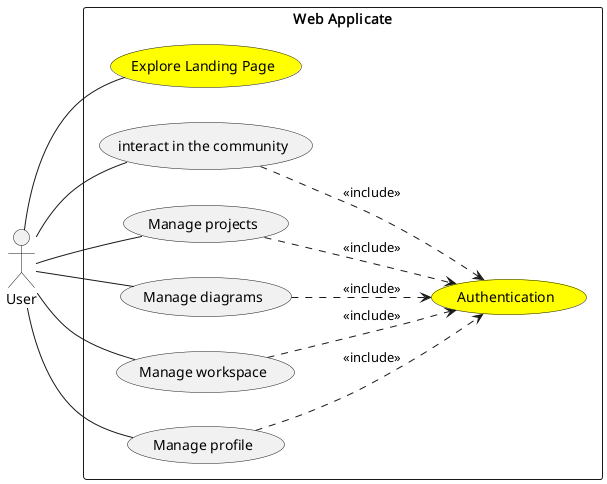 Web Applicate
Explore Landing Page
interact in the community
«include»
Manage projects
«include»
Manage diagrams
«include»
Authentication
User
«include»
Manage workspace
«include»
Manage profile